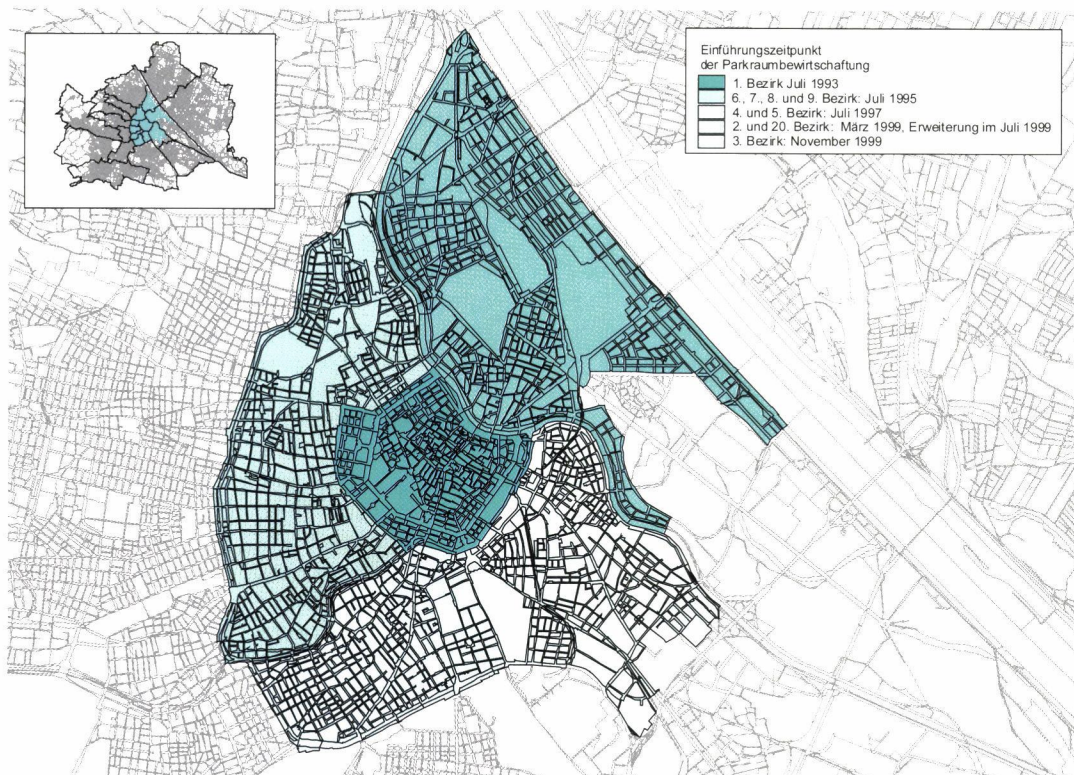 Einführungszeitpunkt
der Parkraumbewirtschaftung
1. Bezirk Juli 1993
6., 7., 8. und 9. Bezirk: Juli 1995
4. und 5. Bezirk: Juli 1997
2. und 20. Bezirk: März 1999, Erweiterung im Juli 1999
3. Bezirk: November 1999